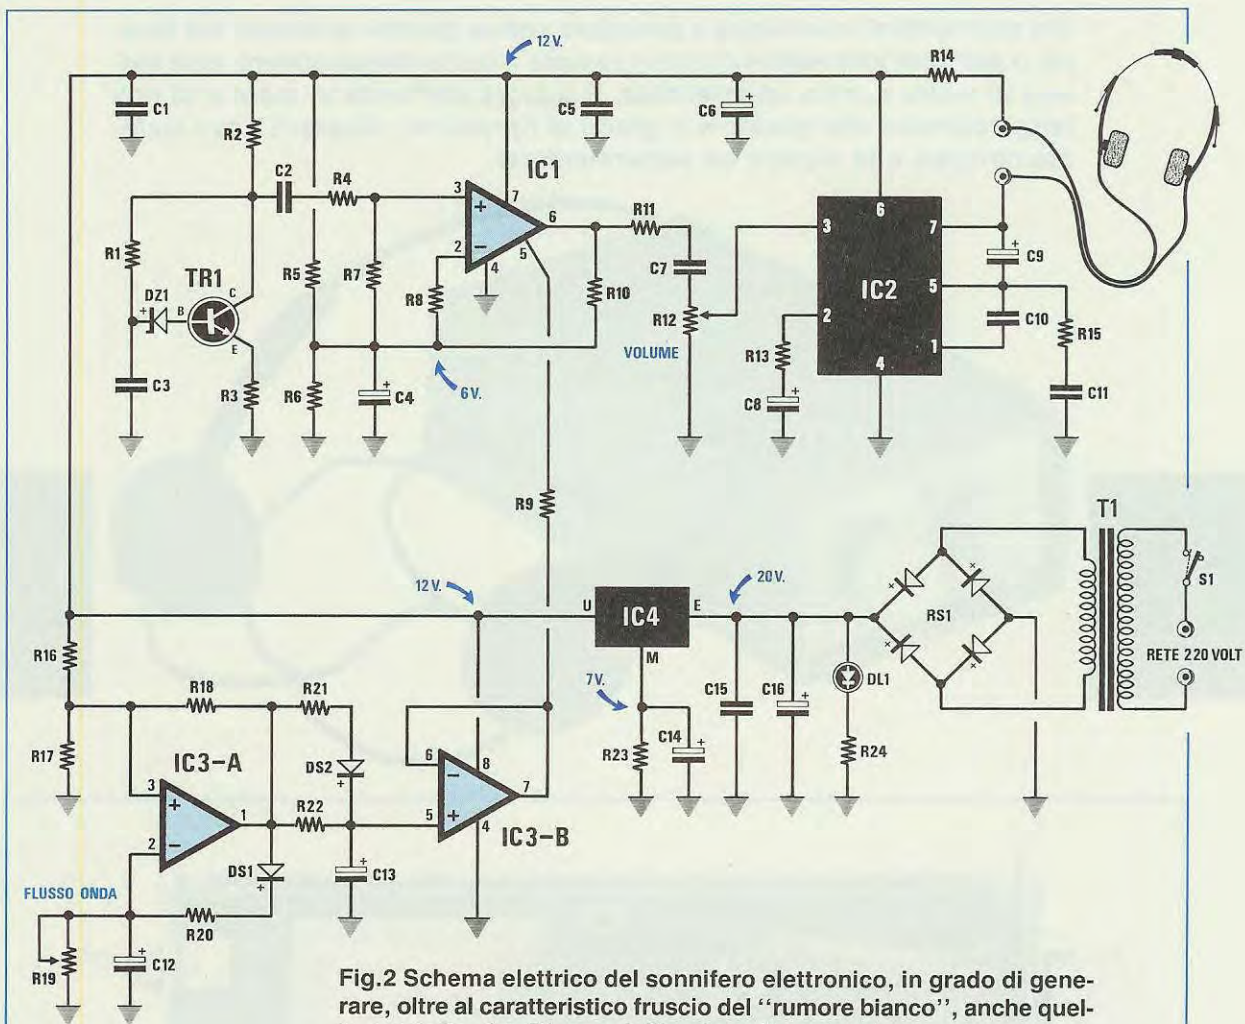 12 V.
R14
C1
R2
C5
C6
C2
R4
IC1
3
7
6
R11
2
5
4
R1
TR1
C
DZ1
+
B
E
R5
R7
R8
R10
C7
R12
VOLUME
3
6
7
+
C9
IC2
5
2
C10
R15
1
4
R13
C3
R3
R6
+
C4
6 V.
C8
+
C11
R9
T1
12 V.
20 V.
S1
U
IC4
E
RS1
M
RETE 220 VOLT
R16
7 V.
DL1
R18
R21
C15
C16
+
R17
IC3-A
DS2
+
6
8
R23
C14
+
R24
3
+
7
1
R22
5
+
4
IC3-B
2
DS1
+
+
C13
FLUSSO ONDA
R20
R19
+
C12
Fig.2 Schema elettrico del sonnifero elettronico, in grado di gene-
rare, oltre al caratteristico fruscio del "rumore bianco", anche quel-